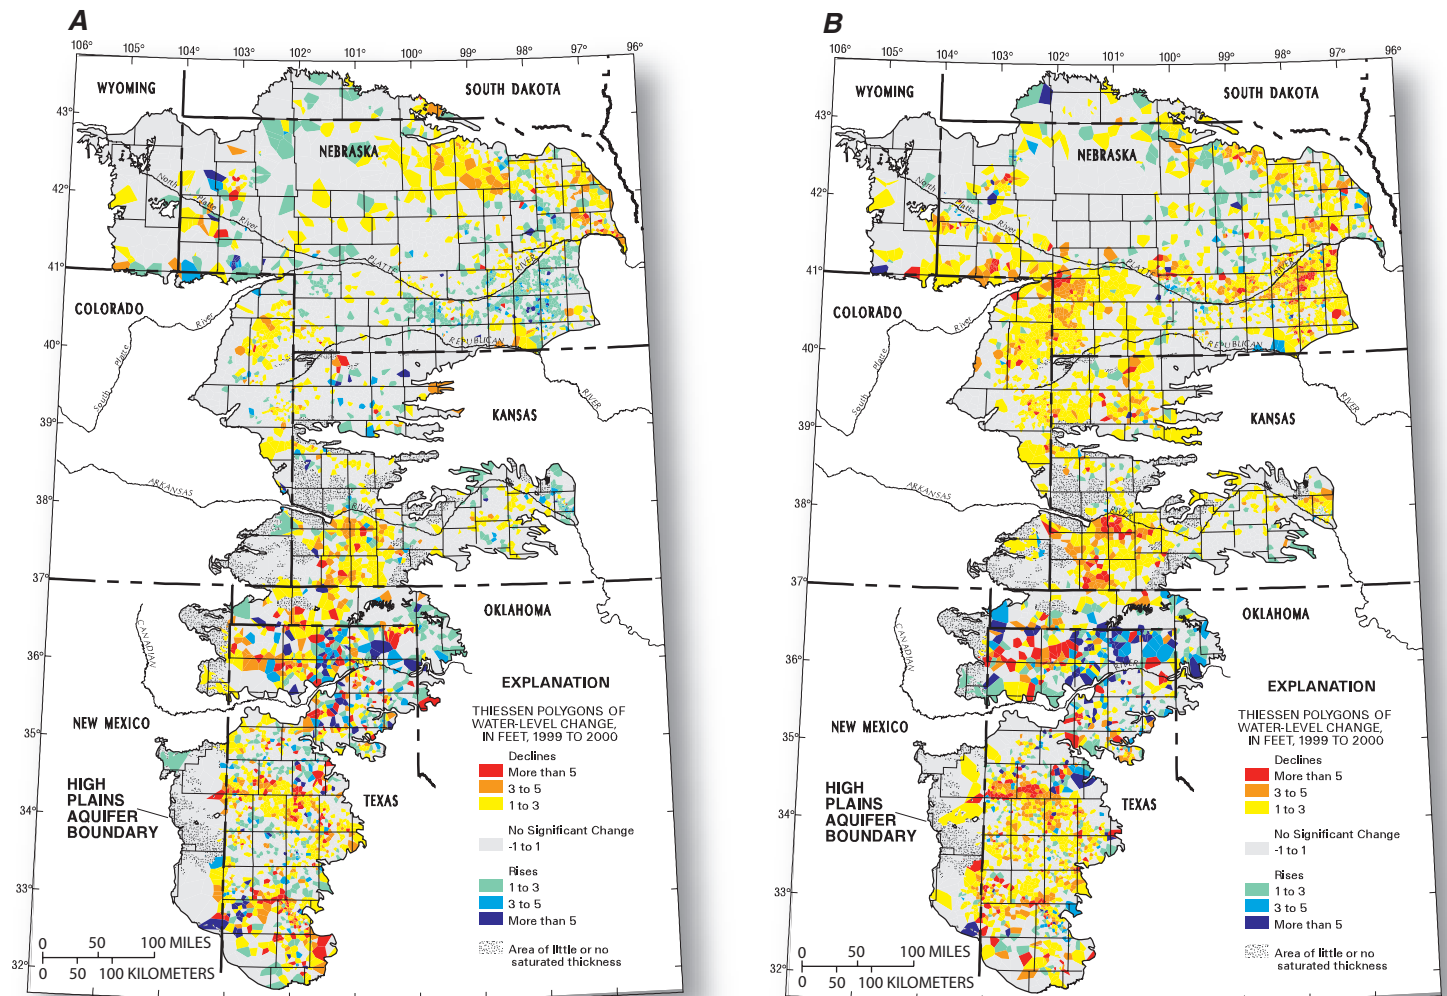 A
106° 105° 104° 103° 102° 101° 100° 99° 98° 97° 96°
WYOMING
SOUTH DAKOTA
43°
NEBRASKA
42°
North
Platte
River
41°
PLATTE
RIVER
COLORADO
River
40°
REPUBLICAN
Platte
South
RIVER
KANSAS
39°
ARKANSAS
38°
RIVER
37°
OKLAHOMA
CANADIAN
36°
RIVER
EXPLANATION
THIESSEN POLYGONS OF
WATER-LEVEL CHANGE,
IN FEET, 1999 TO 2000
NEW MEXICO
35°
Declines
More than 5
3 to 5
1 to 3
HIGH
PLAINS
AQUIFER
BOUNDARY
TEXAS
34°
No Significant Change
-1 to 1
Rises
1 to 3
3 to 5
More than 5
33°
Area of little or no
saturated thickness
0 50 100 MILES
0 50 100 KILOMETERS
32°
B
106° 105° 104° 103° 102° 101° 100° 99° 98° 97° 96°
WYOMING
SOUTH DAKOTA
43°
NEBRASKA
42°
North
Platte
River
41°
PLATTE
RIVER
COLORADO
River
40°
REPUBLICAN
Platte
South
RIVER
KANSAS
39°
ARKANSAS
38°
RIVER
37°
OKLAHOMA
CANADIAN
36°
RIVER
EXPLANATION
THIESSEN POLYGONS OF
WATER-LEVEL CHANGE,
IN FEET, 1999 TO 2000
NEW MEXICO
35°
Declines
More than 5
3 to 5
1 to 3
HIGH
PLAINS
AQUIFER
BOUNDARY
TEXAS
34°
No Significant Change
-1 to 1
Rises
1 to 3
3 to 5
More than 5
33°
Area of little or no
saturated thickness
0 50 100 MILES
0 50 100 KILOMETERS
32°